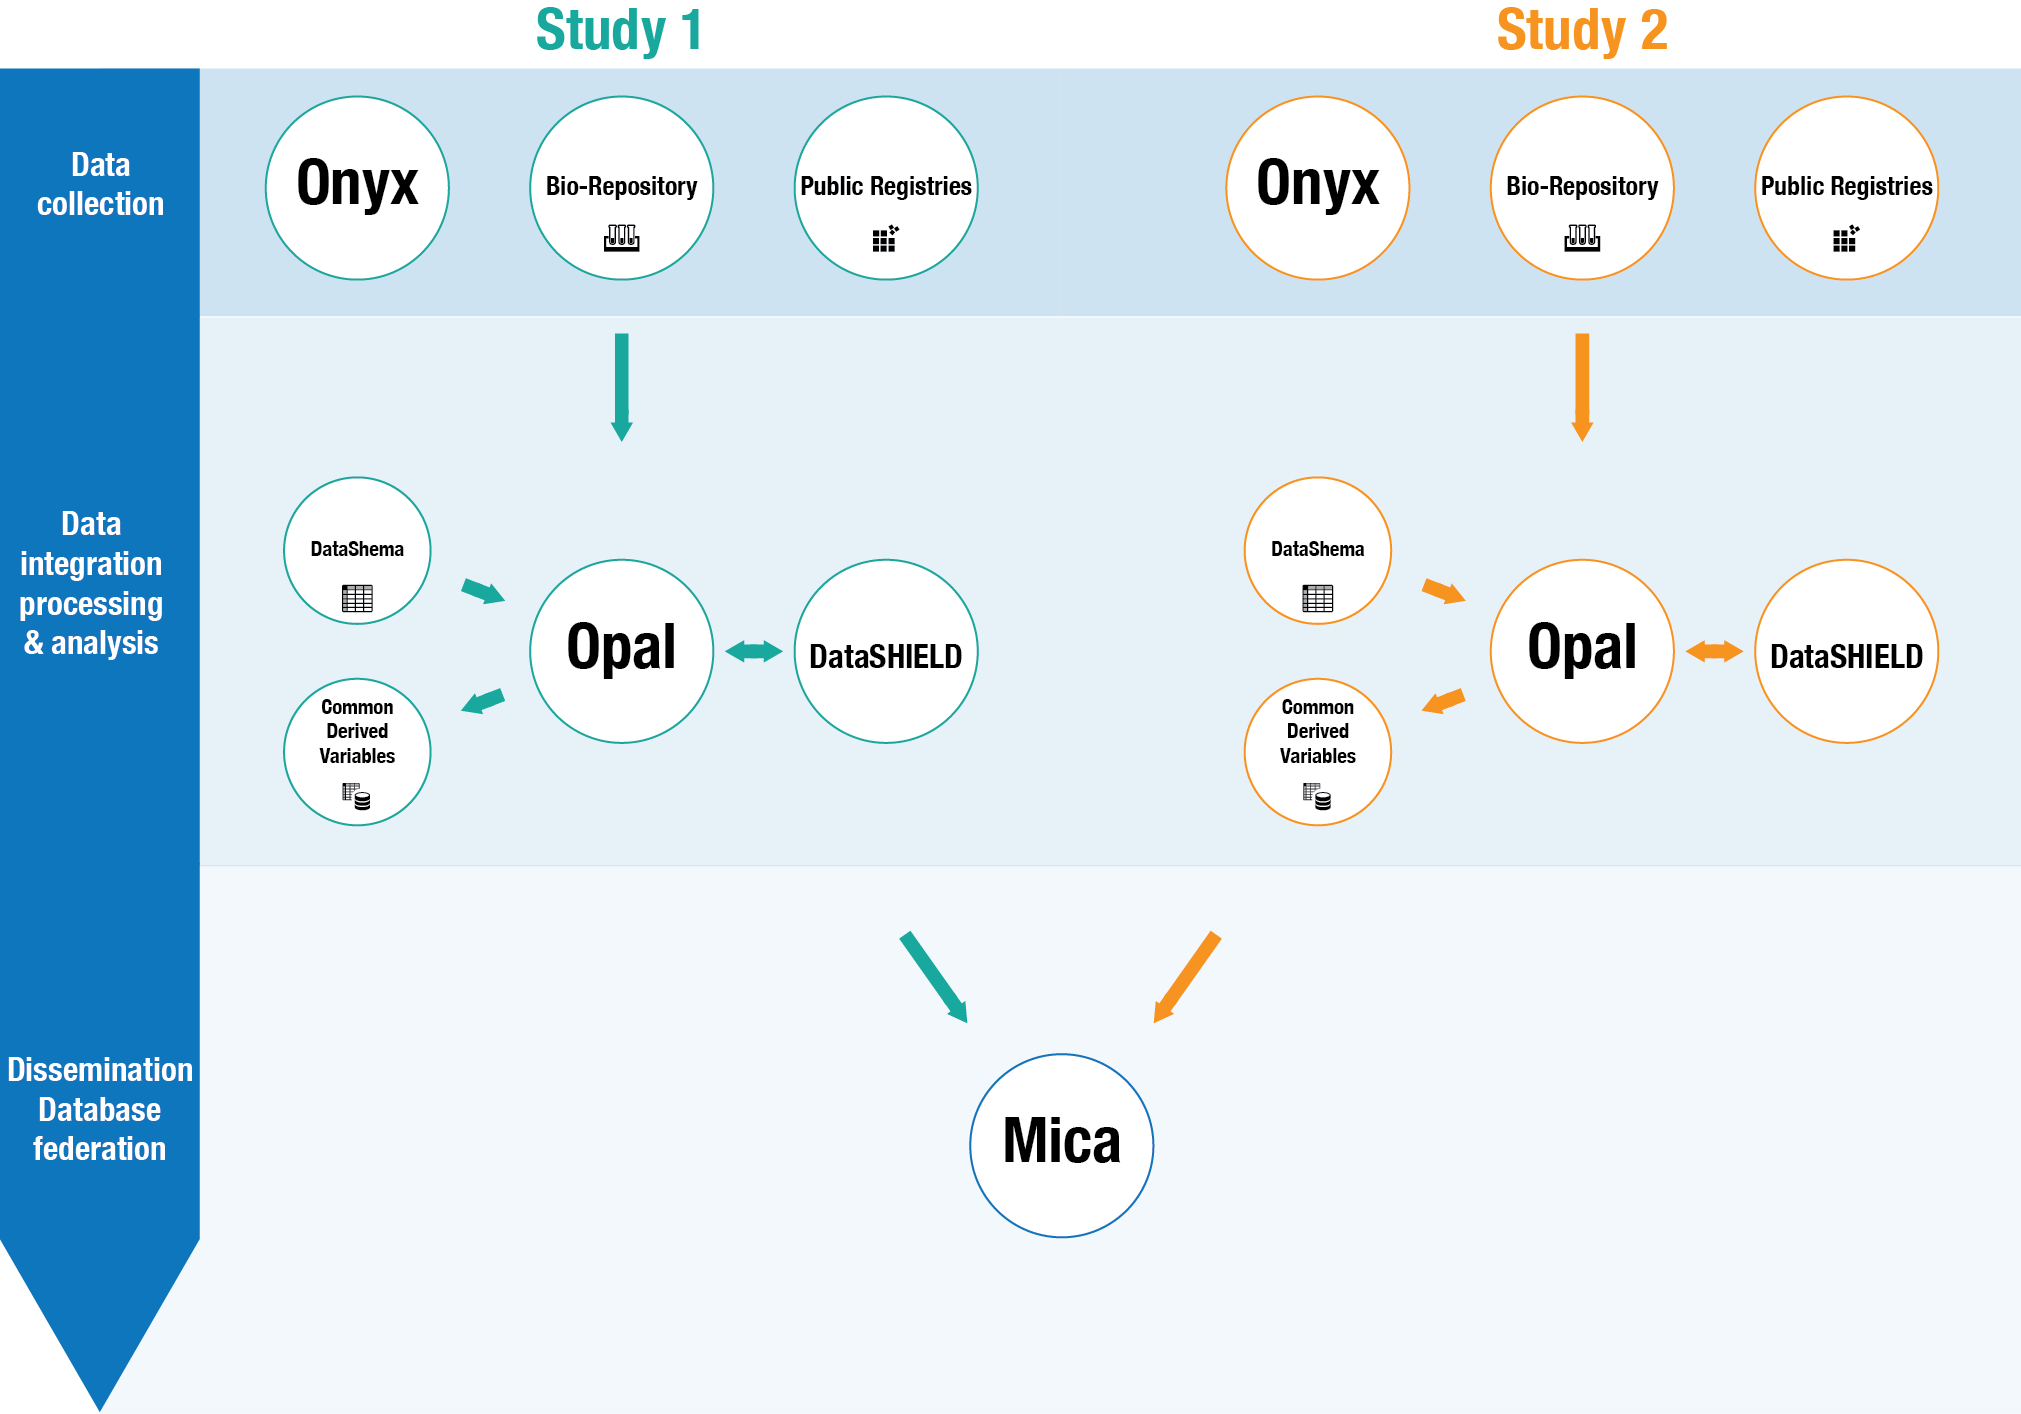 Study 1
Study 2
Data
collection
Onyx
Bio-Repository
Public Registries
Onyx
Bio-Repository
Public Registries
Data
integration
processing
& analysis
DataShema
Opal
DataSHIELD
Common
Derived
Variables
DataShema
Opal
DataSHIELD
Common
Derived
Variables
Dissemination
Database
federation
Mica